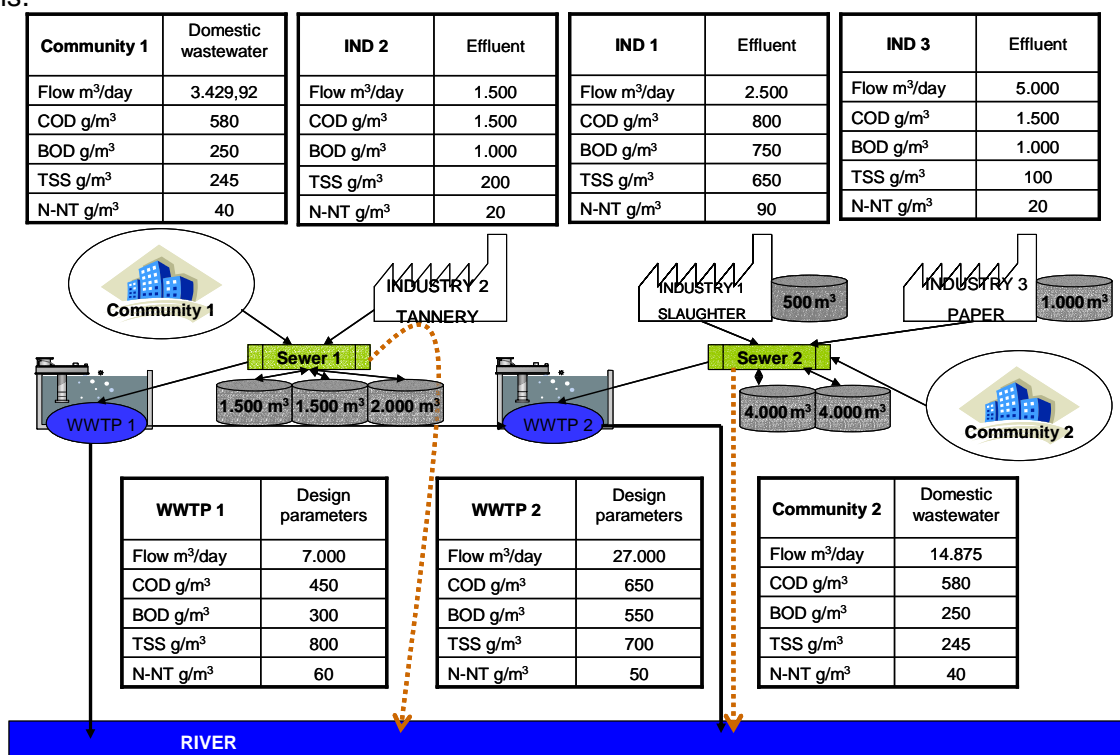 ns:
Community 1 Domestic wastewater
Flow m³/day 3.429,92
COD g/m³ 580
BOD g/m³ 250
TSS g/m³ 245
N-NT g/m³ 40
IND 2 Effluent
Flow m³/day 1.500
COD g/m³ 1.500
BOD g/m³ 1.000
TSS g/m³ 200
N-NT g/m³ 20
IND 1 Effluent
Flow m³/day 2.500
COD g/m³ 800
BOD g/m³ 750
TSS g/m³ 650
N-NT g/m³ 90
IND 3 Effluent
Flow m³/day 5.000
COD g/m³ 1.500
BOD g/m³ 1.000
TSS g/m³ 100
N-NT g/m³ 20
Community 1
INDUSTRY 2
TANNERY
INDUSTRY 1
SLAUGHTER
500 m³
INDUSTRY 3
PAPER
1.000 m³
Sewer 1
Sewer 2
1.500 m³
1.500 m³
2.000 m³
4.000 m³
4.000 m³
WWTP 1
WWTP 2
Community 2
WWTP 1 Design parameters
Flow m³/day 7.000
COD g/m³ 450
BOD g/m³ 300
TSS g/m³ 800
N-NT g/m³ 60
WWTP 2 Design parameters
Flow m³/day 27.000
COD g/m³ 650
BOD g/m³ 550
TSS g/m³ 700
N-NT g/m³ 50
Community 2 Domestic wastewater
Flow m³/day 14.875
COD g/m³ 580
BOD g/m³ 250
TSS g/m³ 245
N-NT g/m³ 40
RIVER